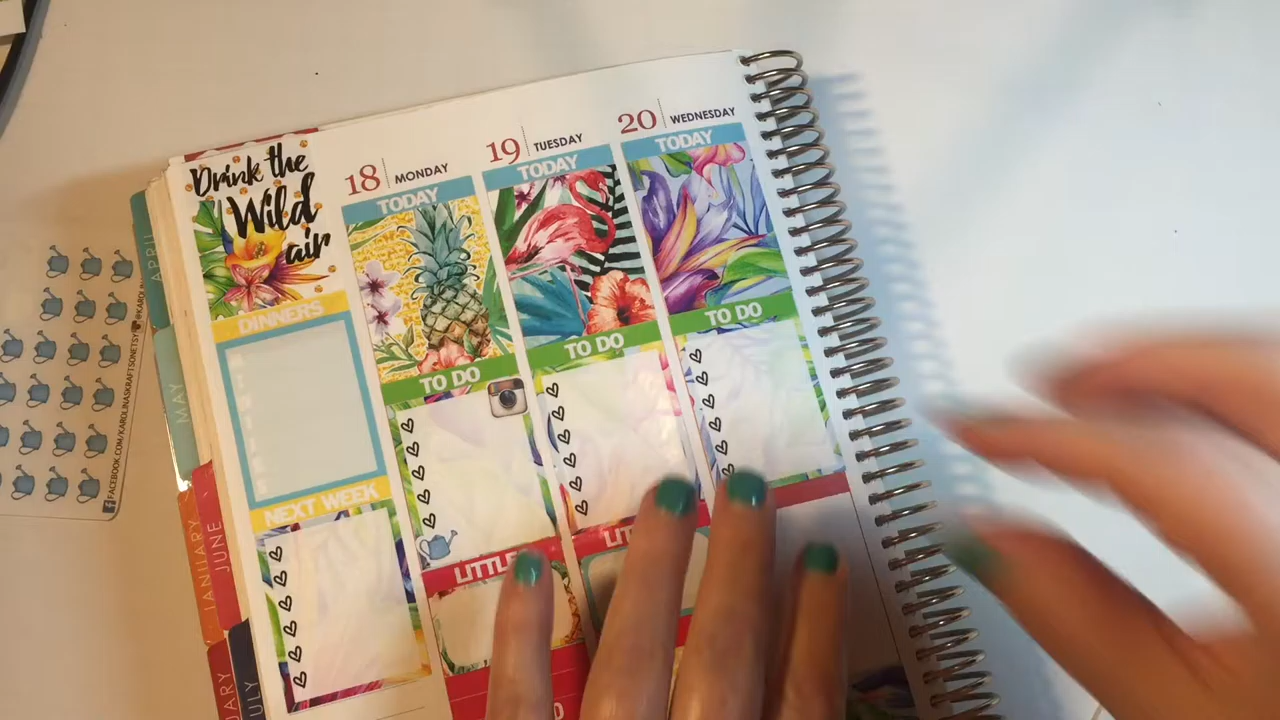 Drink the
Wild
air
DINNERS
NEXT WEEK
18 MONDAY
TODAY
TO DO
LITTLE
19 TUESDAY
TODAY
TO DO
20 WEDNESDAY
TODAY
TO DO
APRIL
MAY
JANUARY
JUNE
JULY
FACEBOOK.COM/KAROLINASKRAFTSONETSY